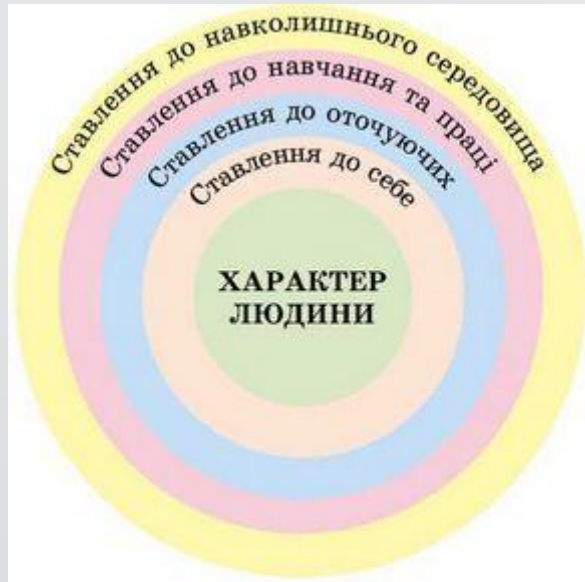 Ставлення до навколишнього середовища
Ставлення до навчання та праці
Ставлення до оточуючих
Ставлення до себе
ХАРАКТЕР
ЛЮДИНИ